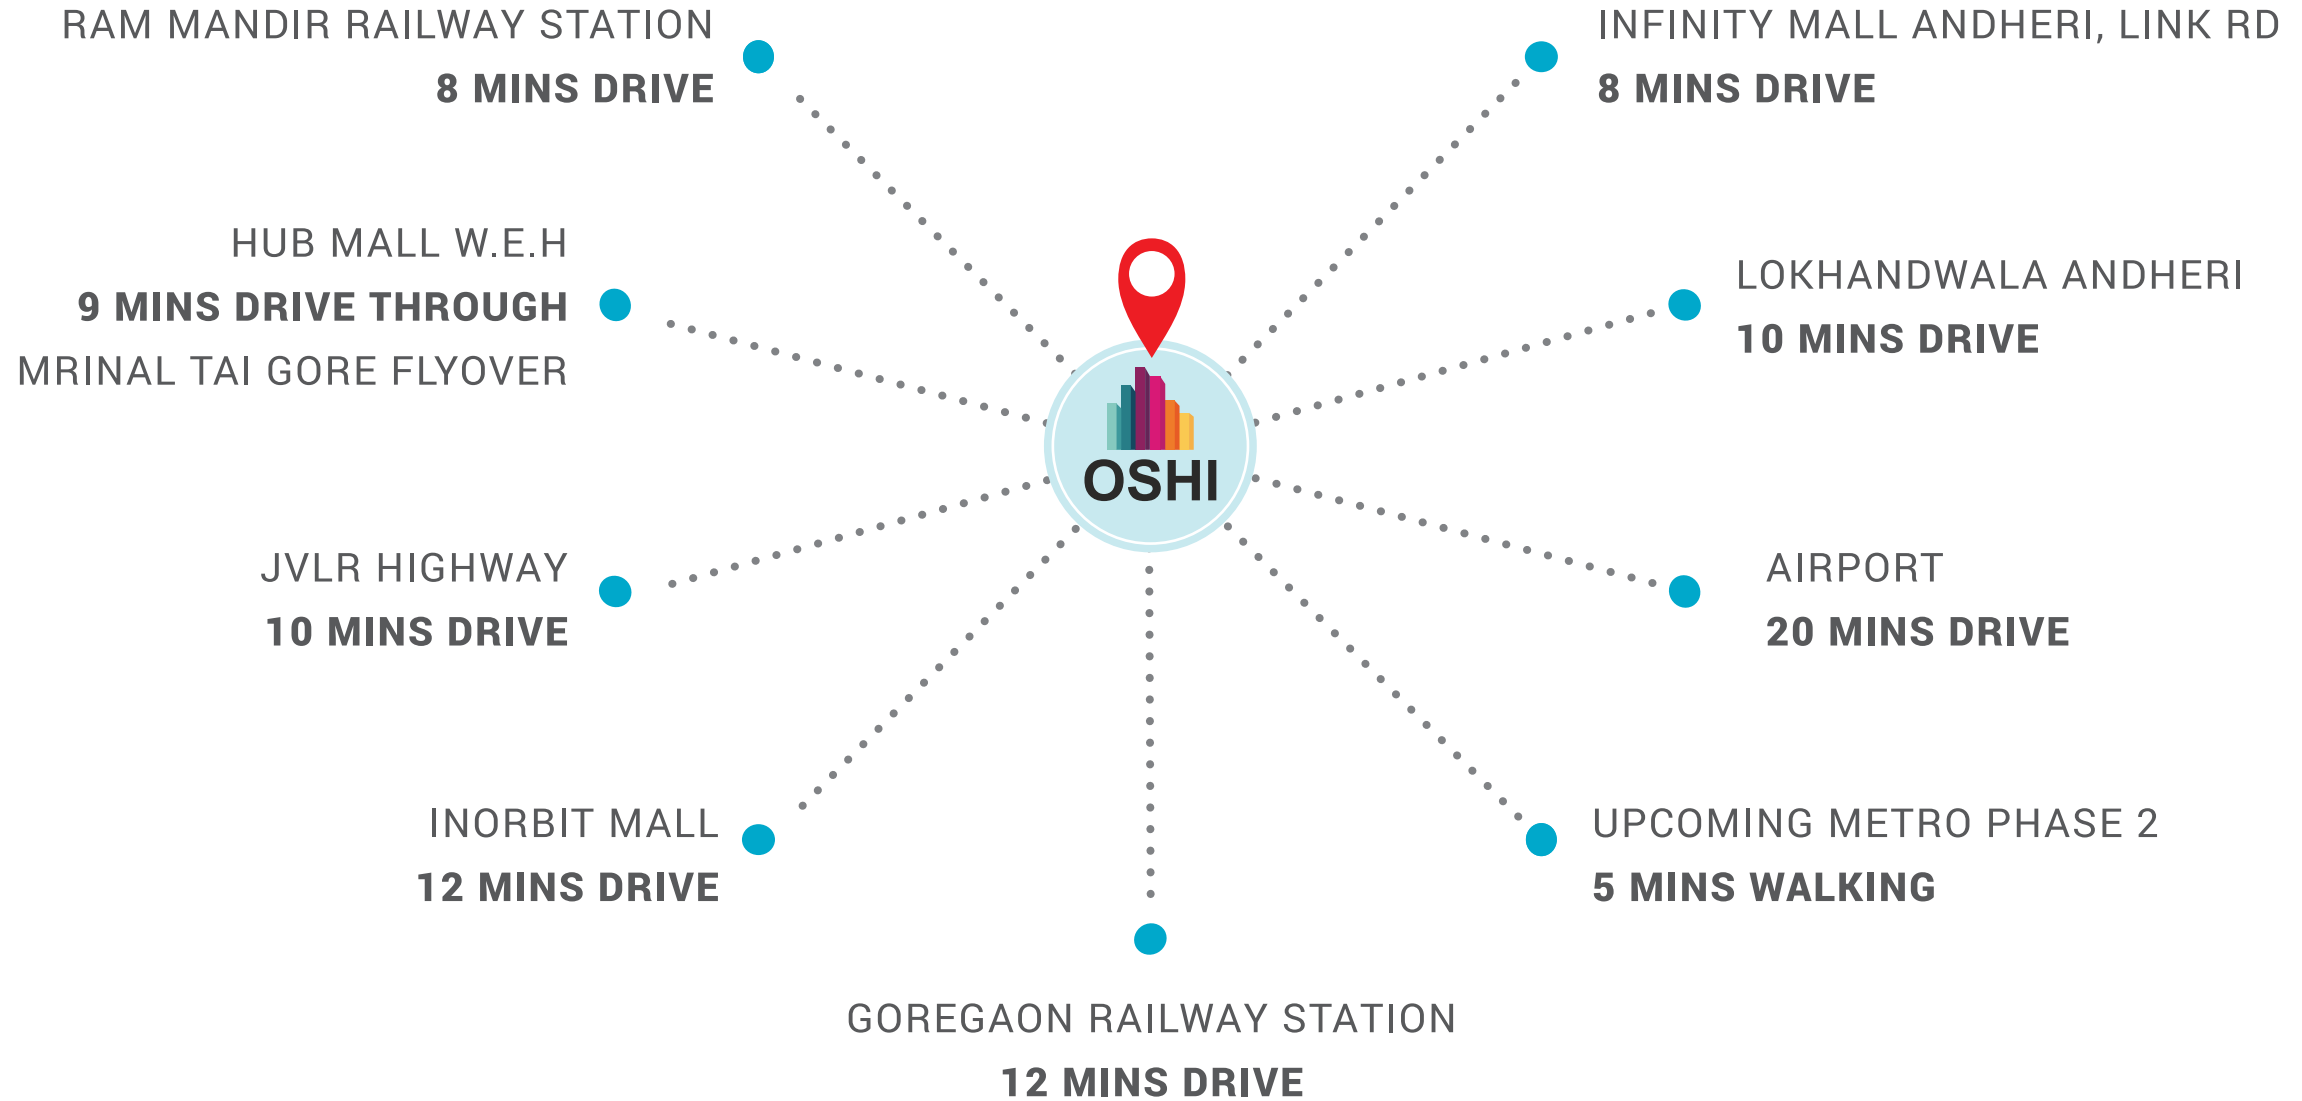 RAM MANDIR RAILWAY STATION
8 MINS DRIVE
INFINITY MALL ANDHERI, LINK RD
8 MINS DRIVE
HUB MALL W.E.H
9 MINS DRIVE THROUGH
MRINAL TAI GORE FLYOVER
LOKHANDWALA ANDHERI
10 MINS DRIVE
OSHI
JVLR HIGHWAY
10 MINS DRIVE
AIRPORT
20 MINS DRIVE
INORBIT MALL
12 MINS DRIVE
UPCOMING METRO PHASE 2
5 MINS WALKING
GOREGAON RAILWAY STATION
12 MINS DRIVE